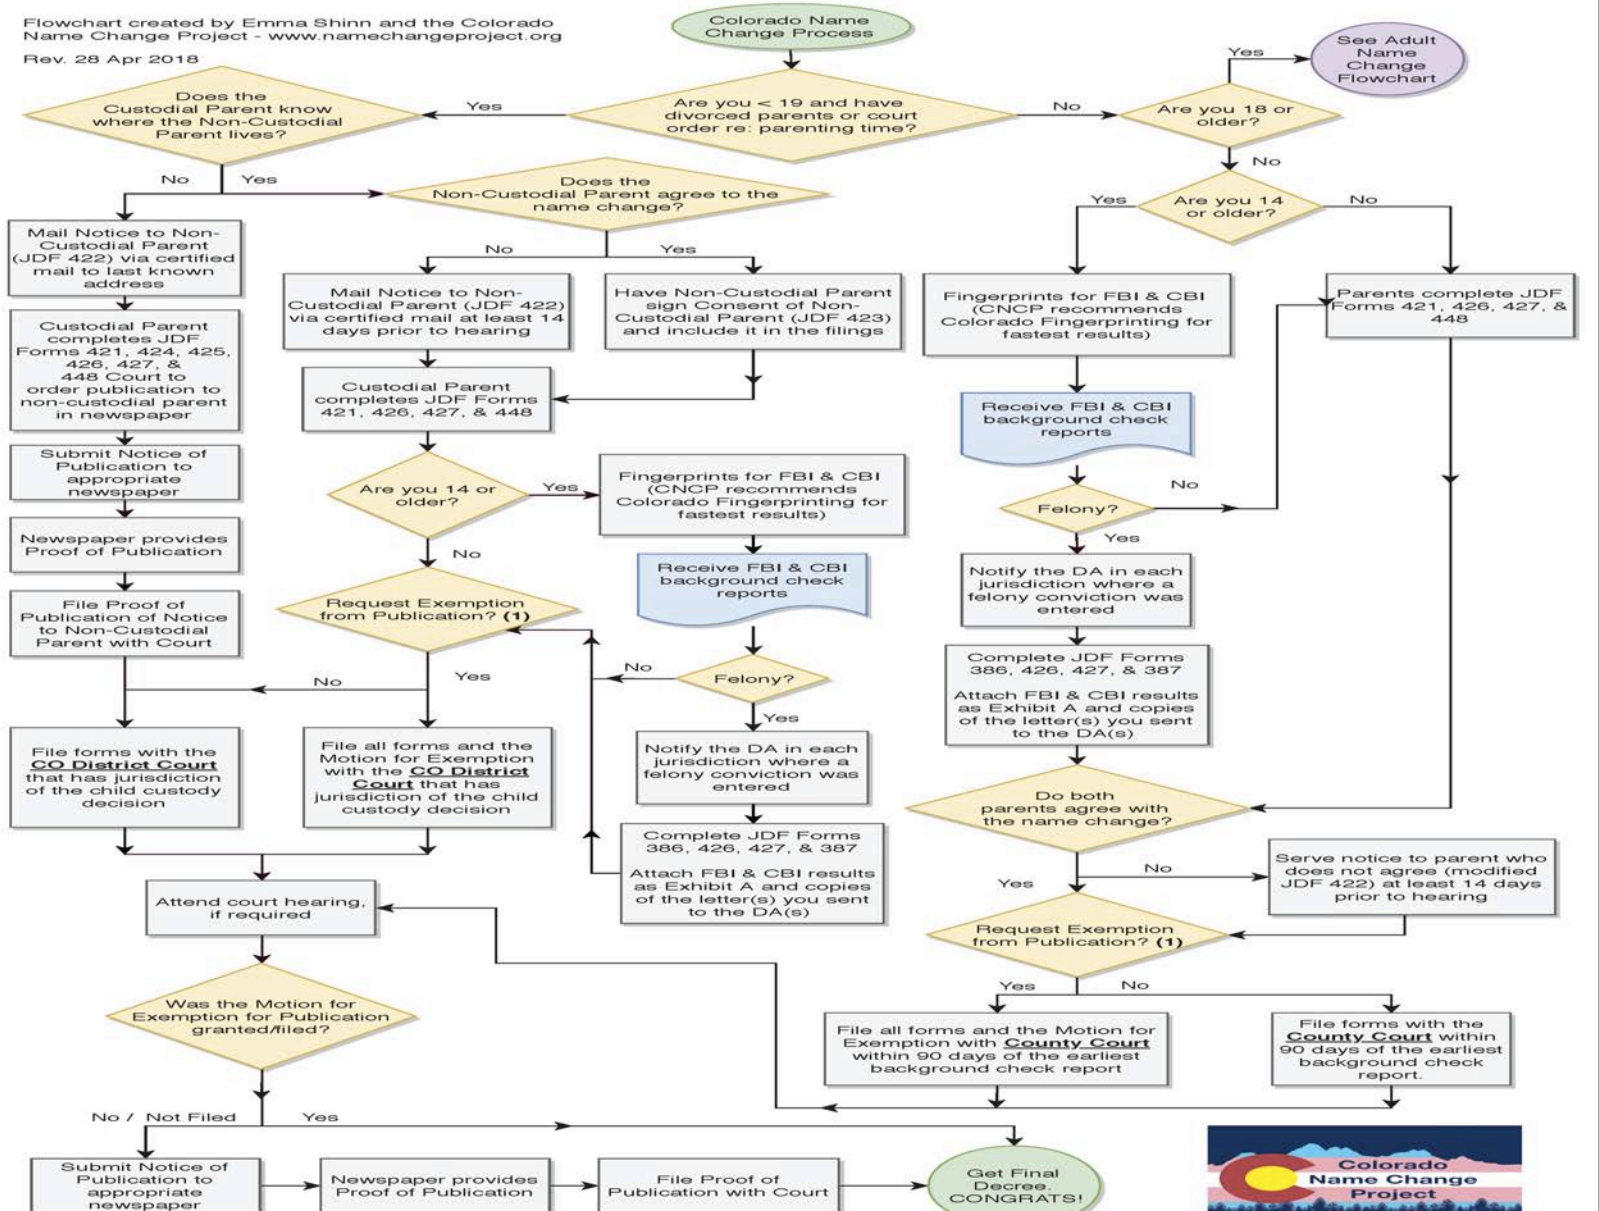 Flowchart created by Emma Shinn and the Colorado
Name Change Project - www.namechangeproject.org
Rev. 28 Apr 2018
Colorado Name
Change Process
See Adult
Name
Change
Flowchart
Does the
Custodial Parent know
where the Non-Custodial
Parent lives?
Yes
Are you < 19 and have
divorced parents or court
order re: parenting time?
No
Are you 18 or
older?
Yes
No
No
Yes
Does the
Non-Custodial Parent agree to the
name change?
Yes
Are you 14
or older?
No
Mail Notice to Non-
Custodial Parent
(JDF 422) via certified
mail to last known
address
No
Yes
Mail Notice to Non-
Custodial Parent (JDF 422)
via certified mail at least 14
days prior to hearing
Have Non-Custodial Parent
sign Consent of Non-
Custodial Parent (JDF 423)
and include it in the filings
Fingerprints for FBI & CBI
(CNCP recommends
Colorado Fingerprinting for
fastest results)
Parents complete JDF
Forms 421, 426, 427, &
448
Custodial Parent
completes JDF
Forms 421, 424, 425,
426, 427, &
448 Court to
order publication to
non-custodial parent
in newspaper
Custodial Parent
completes JDF Forms
421, 426, 427, & 448
Receive FBI & CBI
background check
reports
Submit Notice of
Publication to
appropriate
newspaper
Are you 14 or
older?
Yes
Fingerprints for FBI & CBI
(CNCP recommends
Colorado Fingerprinting for
fastest results)
Felony?
No
Yes
Newspaper provides
Proof of Publication
No
Receive FBI & CBI
background check
reports
Notify the DA in each
jurisdiction where a
felony conviction was
entered
File Proof of
Publication of Notice
to Non-Custodial
Parent with Court
Request Exemption
from Publication? (1)
No
Yes
No
Felony?
Yes
Complete JDF Forms
386, 426, 427, & 387
Attach FBI & CBI results
as Exhibit A and copies
of the letter(s) you sent
to the DA(s)
File forms with the
CO District Court
that has jurisdiction
of the child custody
decision
File all forms and the
Motion for Exemption
with the CO District
Court that has
jurisdiction of the child
custody decision
Notify the DA in each
jurisdiction where a
felony conviction was
entered
Do both
parents agree with
the name change?
Complete JDF Forms
386, 426, 427, & 387
Attach FBI & CBI results
as Exhibit A and copies
of the letter(s) you sent
to the DA(s)
Yes
No
Serve notice to parent who
does not agree (modified
JDF 422) at least 14 days
prior to hearing
Attend court hearing,
if required
Request Exemption
from Publication? (1)
Yes
No
Was the Motion for
Exemption for Publication
granted/filed?
File all forms and the Motion for
Exemption with County Court
within 90 days of the earliest
background check report
File forms with the
County Court within
90 days of the earliest
background check
report.
No / Not Filed
Yes
Submit Notice of
Publication to
appropriate
newspaper
Newspaper provides
Proof of Publication
File Proof of
Publication with Court
Get Final
Decree.
CONGRATS!
Colorado
Name Change
Project